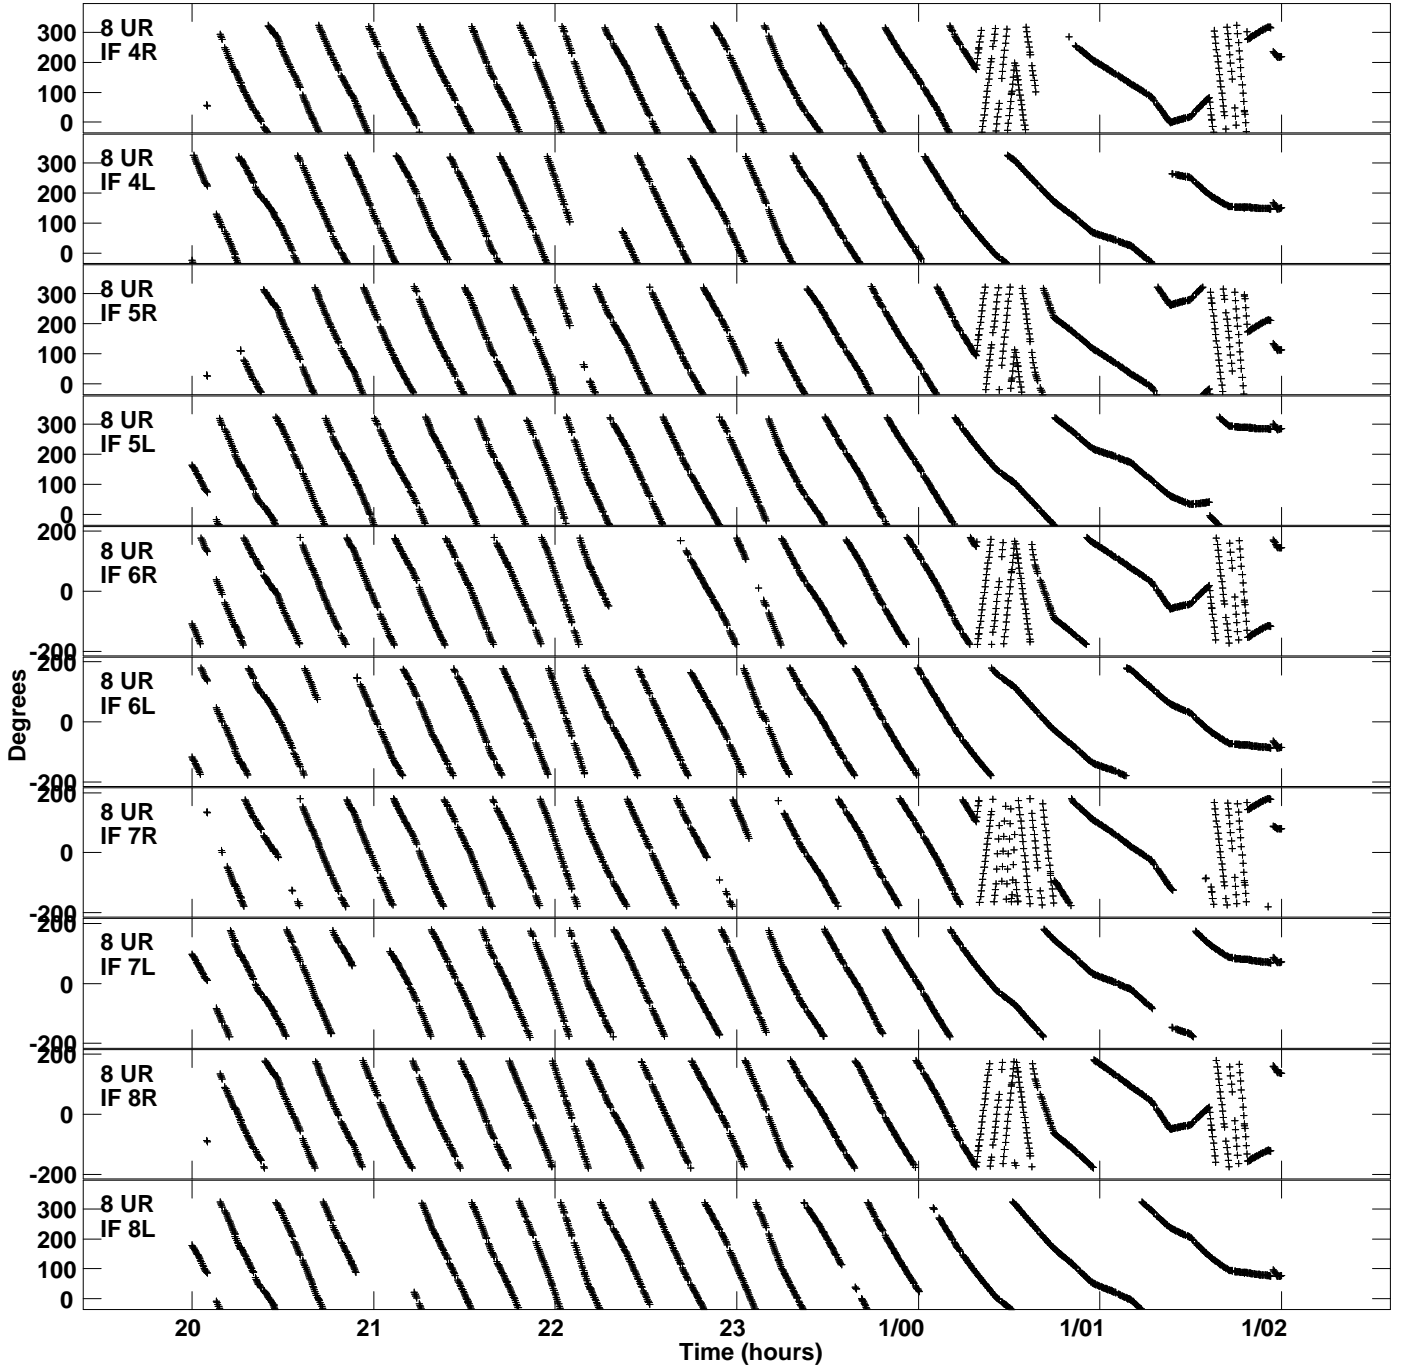 8 UR
IF 4R
300
200
100
0
8 UR
IF 4L
300
200
100
0
8 UR
IF 5R
300
200
100
0
8 UR
IF 5L
300
200
100
0
8 UR
IF 6R
200
0
-200
8 UR
IF 6L
200
0
-200
8 UR
IF 7R
200
0
-200
8 UR
IF 7L
200
0
-200
8 UR
IF 8R
200
0
-200
8 UR
IF 8L
300
200
100
0
Degrees
20 21 22 23 1/00 1/01 1/02
Time (hours)